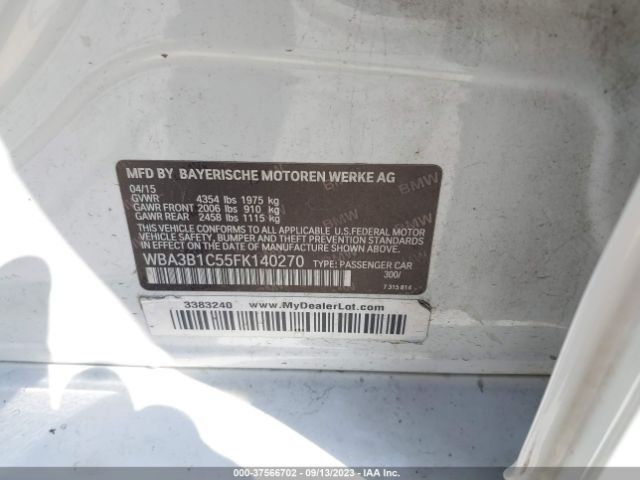 MFD BY BAYERISCHE MOTOREN WERKE AG
04/15
GVWR 4354 lbs 1975 kg
GAWR FRONT 2006 lbs 910 kg
GAWR REAR 2458 lbs 1115 kg
THIS VEHICLE CONFORMS TO ALL APPLICABLE U.S.FEDERAL MOTOR
VEHICLE SAFETY, BUMPER AND THEFT PREVENTION STANDARDS IN
EFFECT ON THE DATE OF MANUFACTURE SHOWN ABOVE.
WBA3B1C55FK140270 TYPE: PASSENGER CAR
300/
7 315 814
3383240 www.MyDealerLot.com
000-37566702 / 09/13/2023 / IAA Inc.